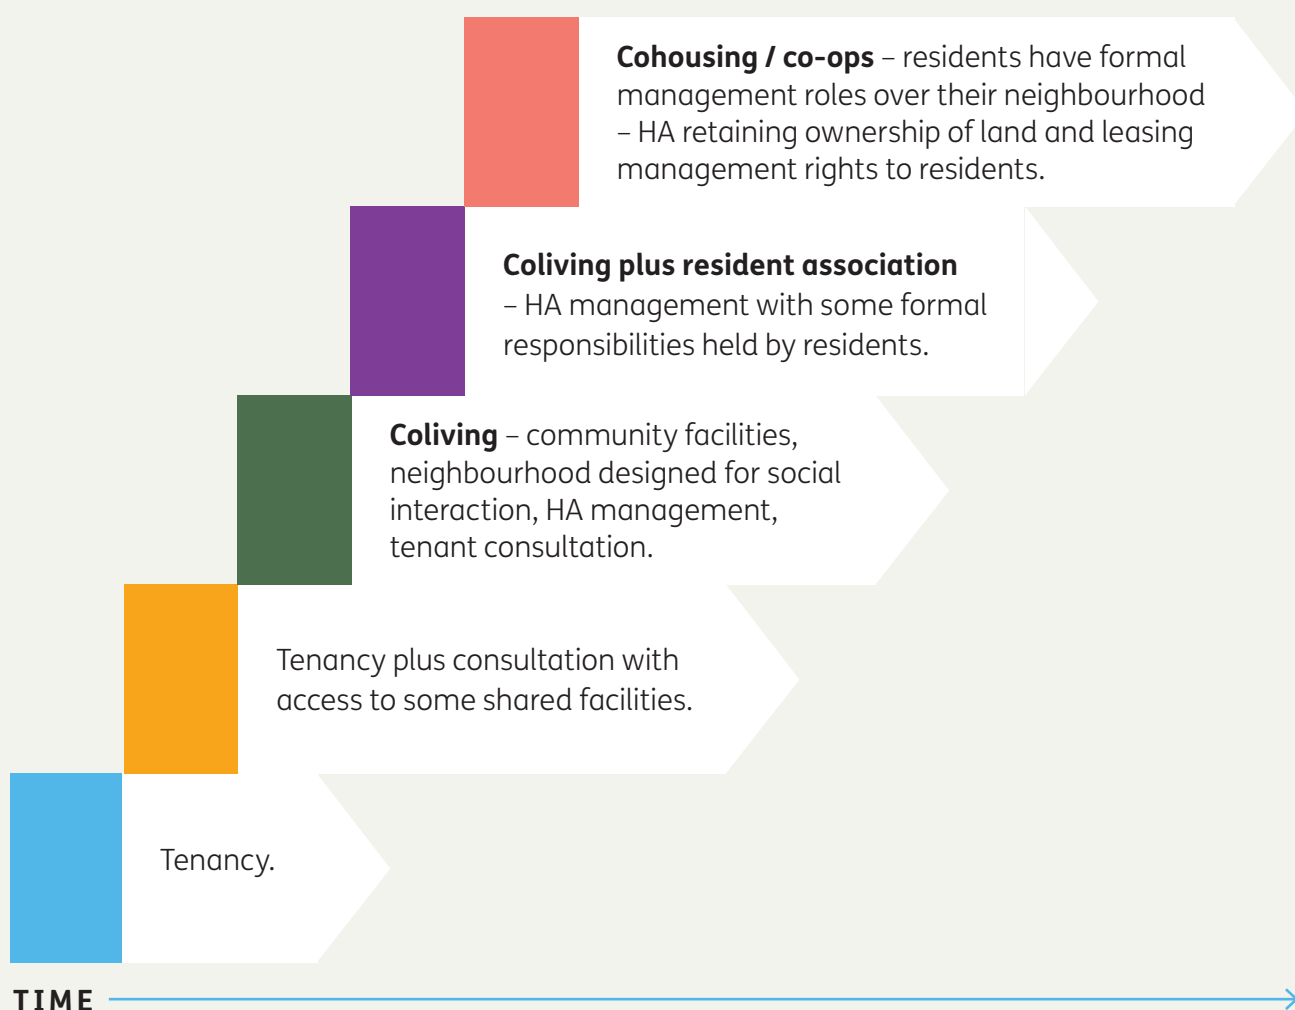 Cohousing / co-ops – residents have formal
management roles over their neighbourhood
– HA retaining ownership of land and leasing
management rights to residents.
Coliving plus resident association
– HA management with some formal
responsibilities held by residents.
Coliving – community facilities,
neighbourhood designed for social
interaction, HA management,
tenant consultation.
Tenancy plus consultation with
access to some shared facilities.
Tenancy.
TIME